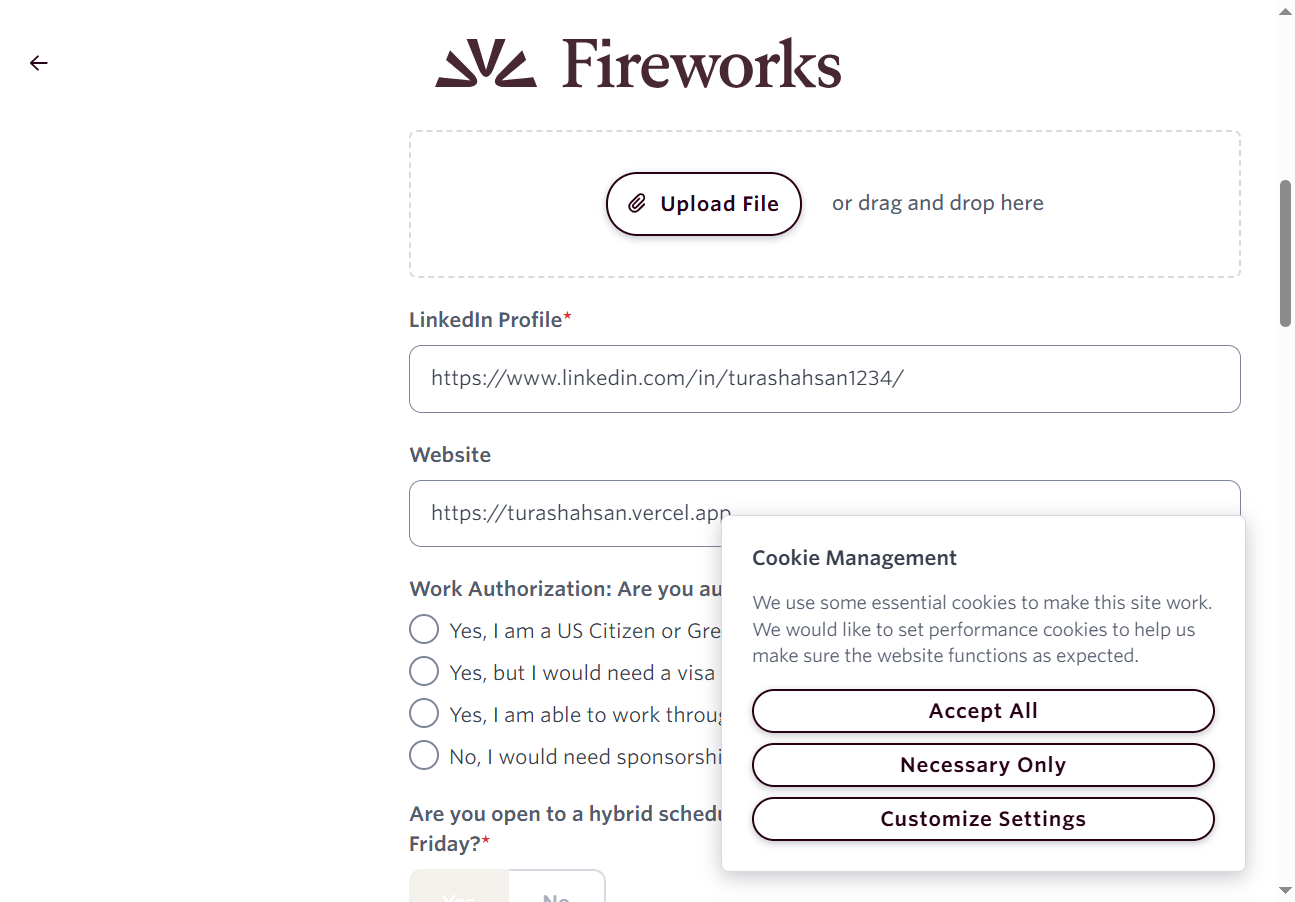 Fireworks
Upload File
or drag and drop here
LinkedIn Profile*
https://www.linkedin.com/in/turashahsan1234/
Website
https://turashahsan.vercel.app
Work Authorization: Are you au
Yes, I am a US Citizen or Gre
Yes, but I would need a visa
Yes, I am able to work throug
No, I would need sponsorshi
Are you open to a hybrid schedu
Friday?*
Yes
No
Cookie Management
We use some essential cookies to make this site work.
We would like to set performance cookies to help us
make sure the website functions as expected.
Accept All
Necessary Only
Customize Settings